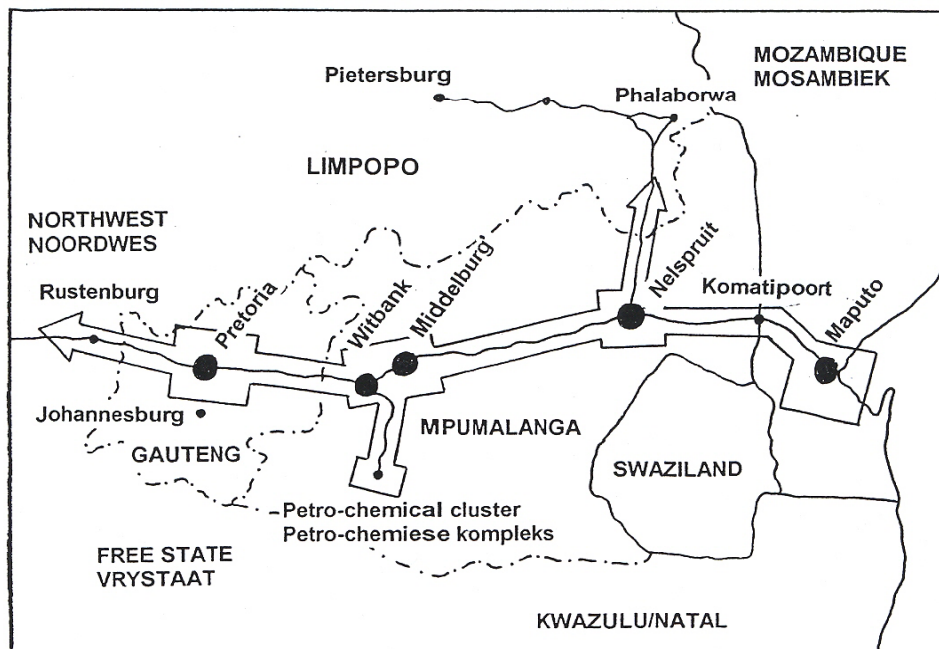 MOZAMBIQUE
MOSAMBIEK
Pietersburg
Phalaborwa
LIMPOPO
NORTHWEST
NOORDWES
Rustenburg
Pretoria
Witbank
Middelburg
Nelspruit
Komatipoort
Maputo
Johannesburg
GAUTENG
MPUMALANGA
SWAZILAND
Petro-chemical cluster
Petro-chemiese kompleks
FREE STATE
VRYSTAAT
KWAZULU/NATAL